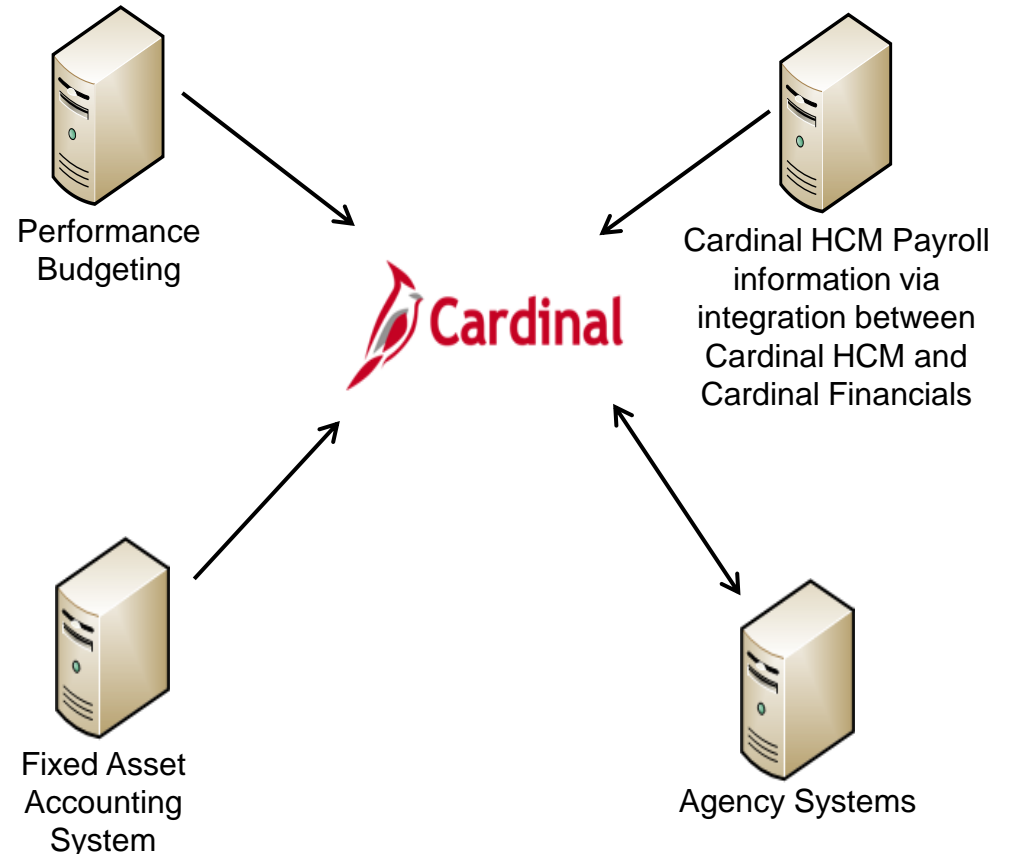 Performance
Budgeting
Cardinal HCM Payroll
information via
integration between
Cardinal HCM and
Cardinal Financials
Cardinal
Fixed Asset
Accounting
System
Agency Systems